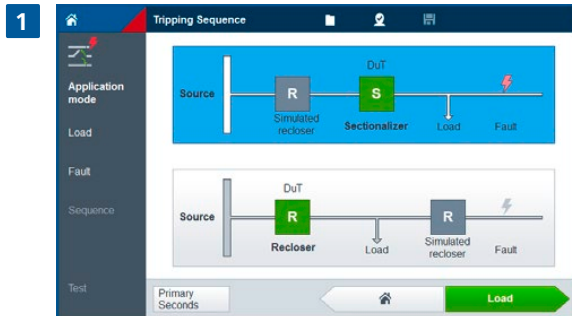 1
Tripping Sequence
Application
mode
Load
Fault
Sequence
Test
DuT
Source
R
S
Simulated
recloser
Sectionalizer
Load
Fault
DuT
Source
R
R
Recloser
Load
Simulated
recloser
Fault
Primary
Seconds
Load